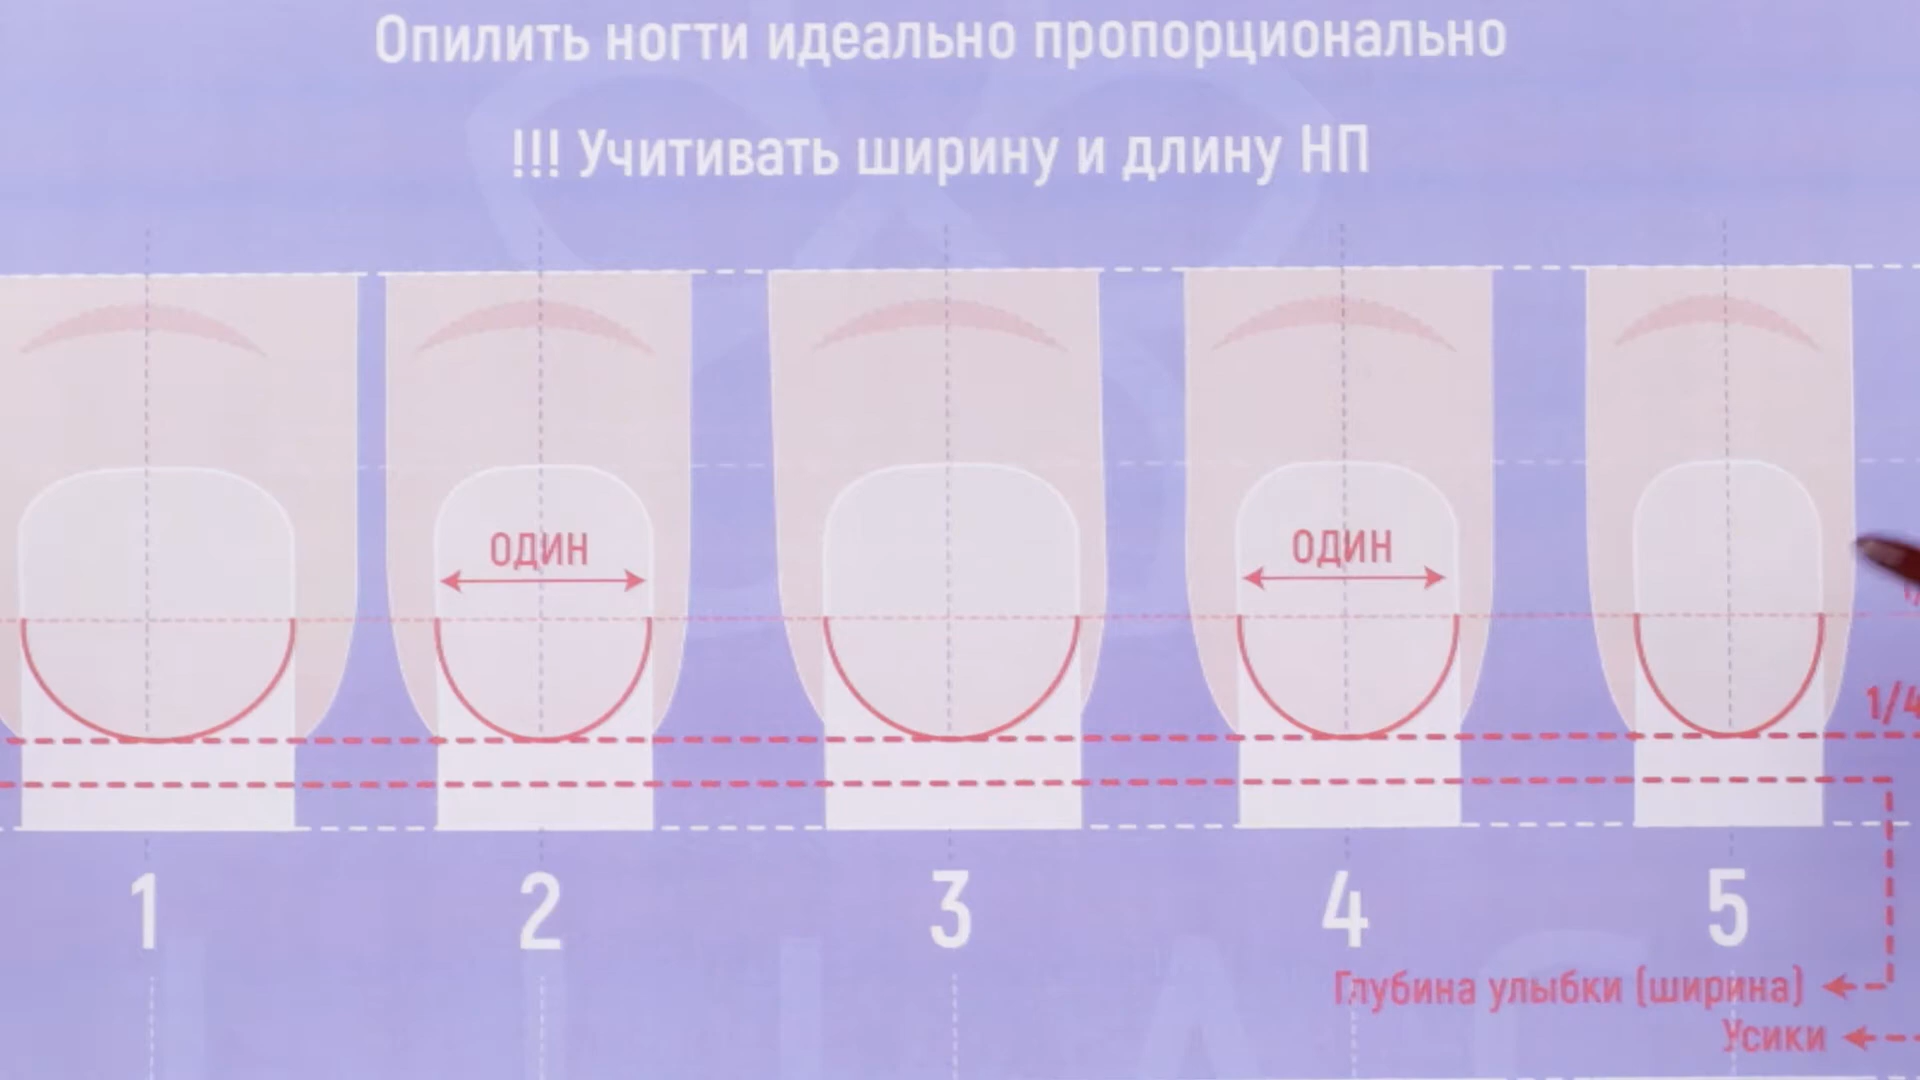 Опилить ногти идеально пропорционально
!!! Учитивать ширину и длину НП
ОДИН
ОДИН
1/4
1
2
3
4
5
Глубина улыбки (ширина)
Усики